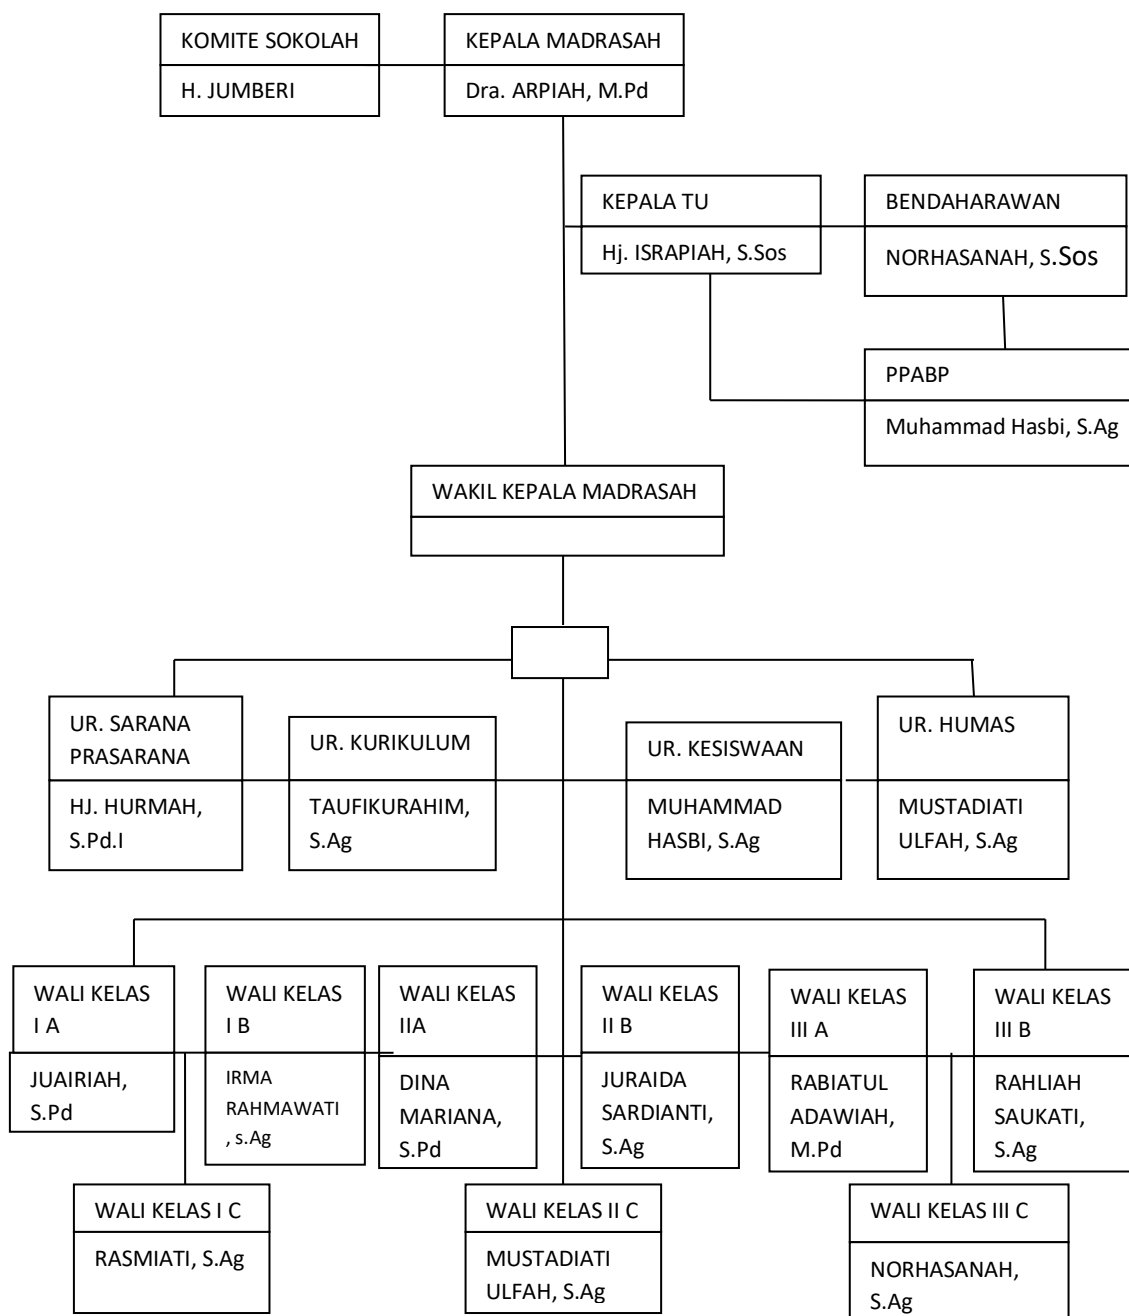 KOMITE SOKOLAH
H. JUMBERI
KEPALA MADRASAH
Dra. ARPIAH, M.Pd
KEPALA TU
Hj. ISRAPIAH, S.Sos
BENDAHARAWAN
NORHASANAH, S.Sos
PPABP
Muhammad Hasbi, S.Ag
WAKIL KEPALA MADRASAH
UR. SARANA
PRASARANA
HJ. HURMAH,
S.Pd.I
UR. KURIKULUM
TAUFIKURAHIM,
S.Ag
UR. KESISWAAN
MUHAMMAD
HASBI, S.Ag
UR. HUMAS
MUSTADIATI
ULFAH, S.Ag
WALI KELAS
I A
JUAIRIAH,
S.Pd
WALI KELAS
I B
IRMA
RAHMAWATI
, s.Ag
WALI KELAS
IIA
DINA
MARIANA,
S.Pd
WALI KELAS
II B
JURAIDA
SARDIANTI,
S.Ag
WALI KELAS
III A
RABIATUL
ADAWIAH,
M.Pd
WALI KELAS
III B
RAHLIAH
SAUKATI,
S.Ag
WALI KELAS I C
RASMIATI, S.Ag
WALI KELAS II C
MUSTADIATI
ULFAH, S.Ag
WALI KELAS III C
NORHASANAH,
S.Ag